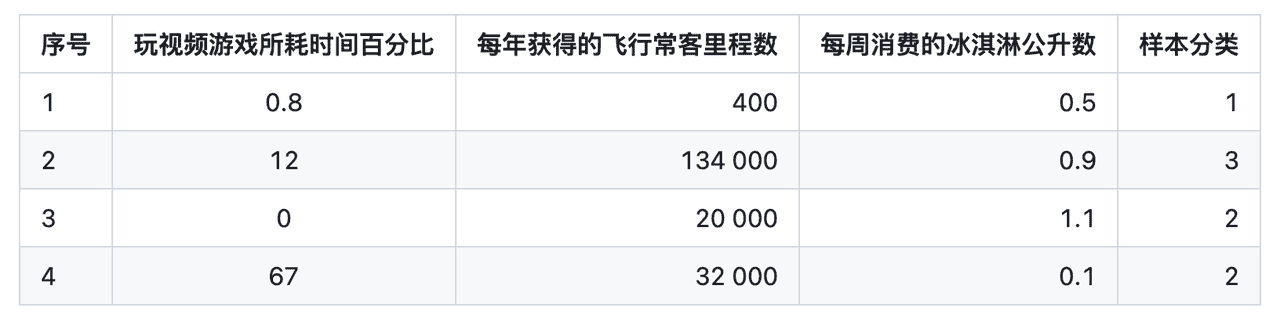 序号 玩视频游戏所耗时间百分比 每年获得的飞行常客里程数 每周消费的冰淇淋公升数 样本分类
1 0.8 400 0.5 1
2 12 134 000 0.9 3
3 0 20 000 1.1 2
4 67 32 000 0.1 2